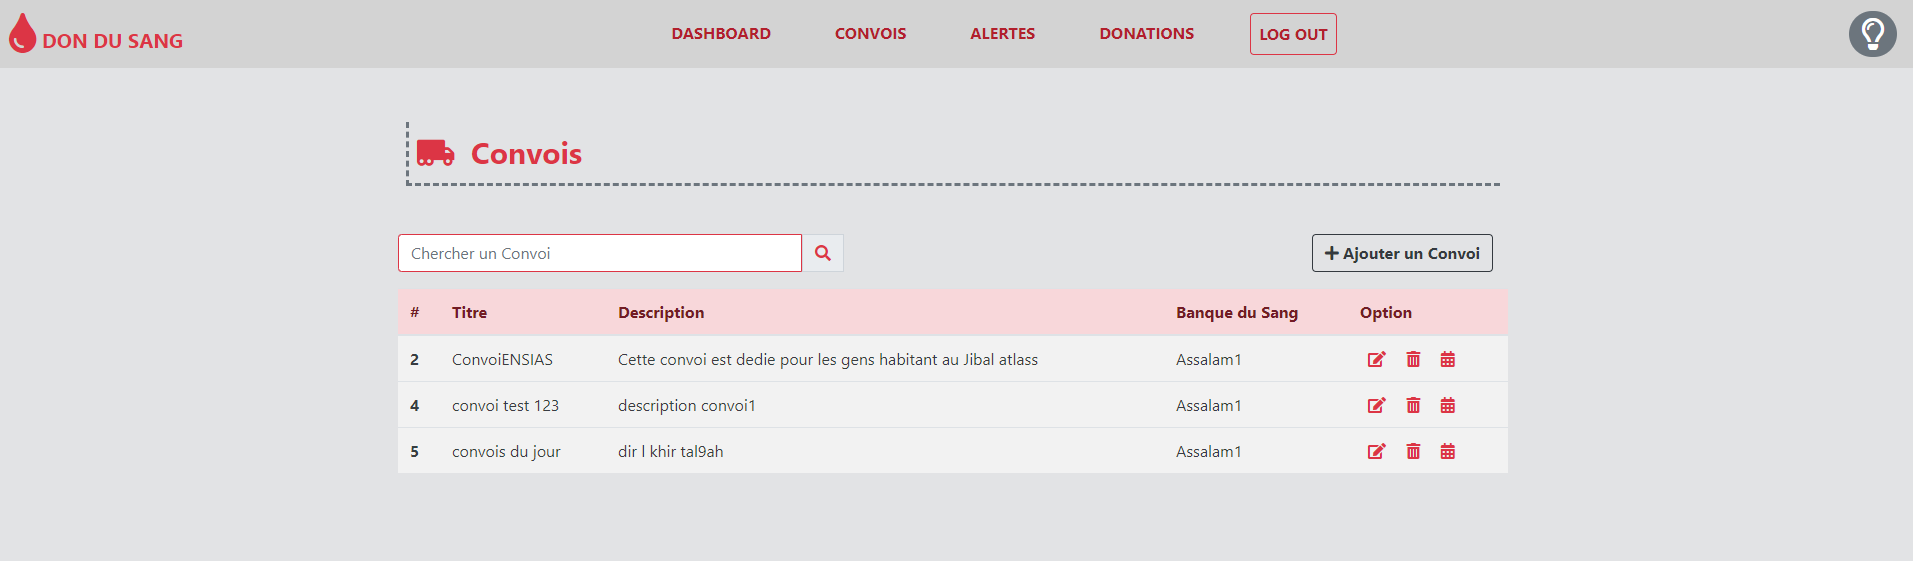 DON DU SANG DASHBOARD CONVOIS ALERTES DONATIONS LOG OUT
Convois
Chercher un Convoi Ajouter un Convoi
# Titre Description Banque du Sang Option
2 ConvoiENSIAS Cette convoi est dedie pour les gens habitant au Jibal atlass Assalam1
4 convoi test 123 description convoi1 Assalam1
5 convois du jour dir l khir tal9ah Assalam1